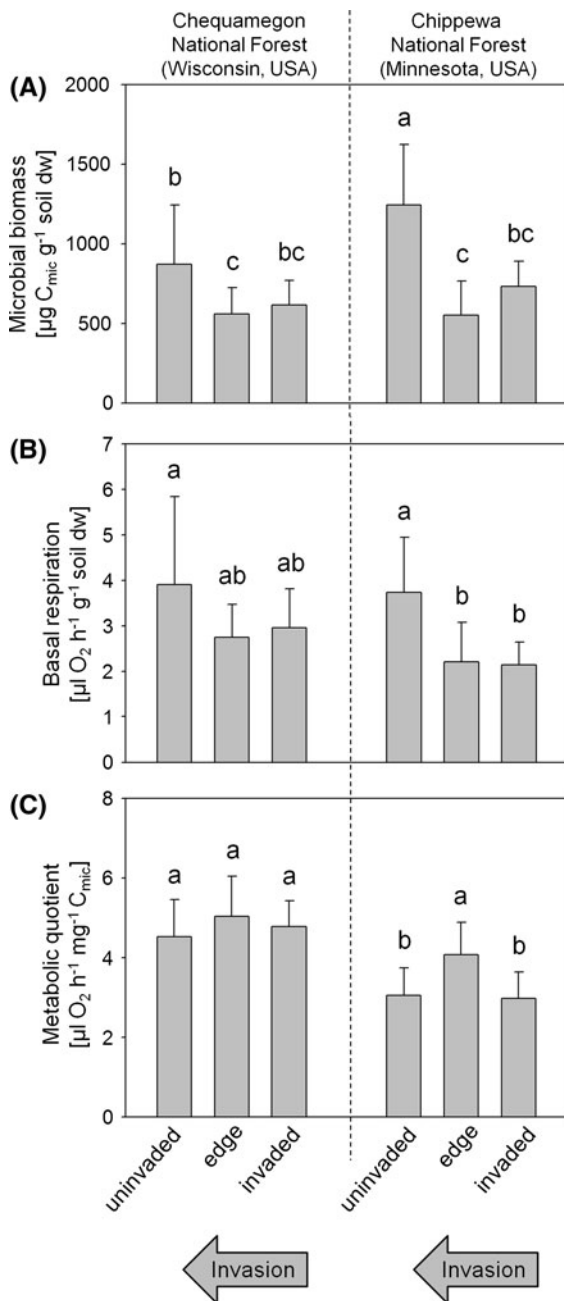 Chequamegon
National Forest
(Wisconsin, USA)
Chippewa
National Forest
(Minnesota, USA)
(A)
Microbial biomass
[µg Cmic g-1 soil dw]
2000
1500
1000
500
0
b
c
bc
a
c
bc
(B)
Basal respiration
[µl O2 h-1 g-1 soil dw]
7
6
5
4
3
2
1
0
a
ab
ab
a
b
b
(C)
Metabolic quotient
[µl O2 h-1 mg-1 Cmic]
8
6
4
2
0
a
a
a
b
a
b
uninvaded
edge
invaded
uninvaded
edge
invaded
Invasion
Invasion